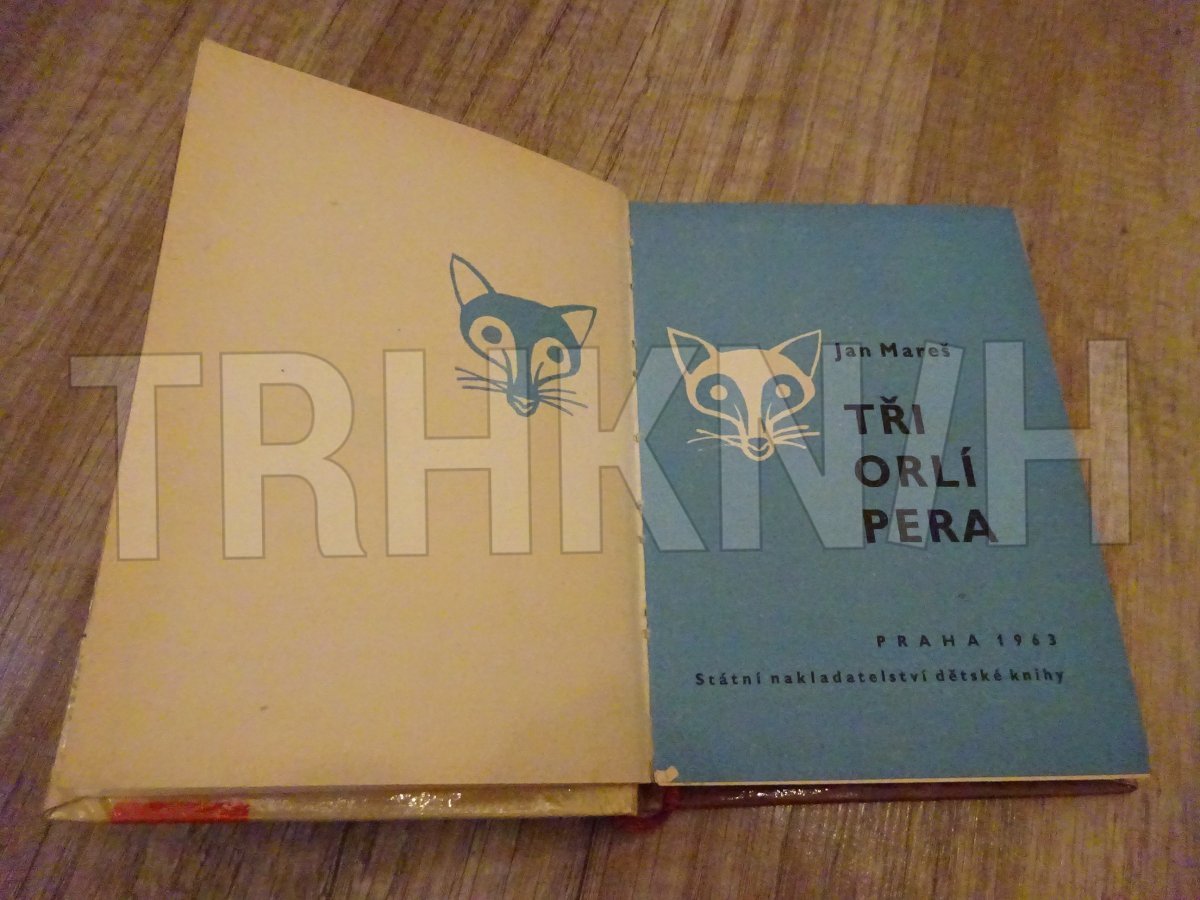 Jan Mareš
TŘI
ORLÍ
PERA
PRAHA 1963
Státní nakladatelství dětské knihy
TRHKNIH